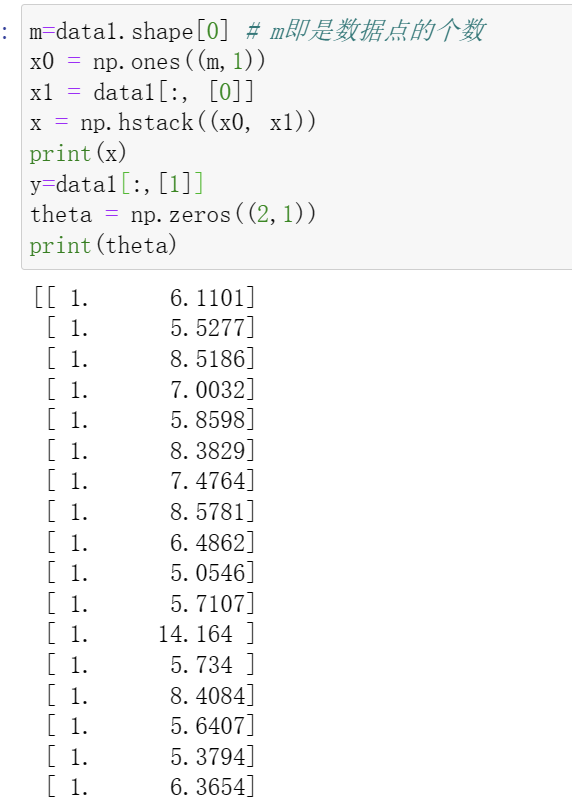 : m=data1.shape[0] # m即是数据点的个数
x0 = np.ones((m,1))
x1 = data1[:, [0]]
x = np.hstack((x0, x1))
print(x)
y=data1[:,[1]]
theta = np.zeros((2,1))
print(theta)
[[ 1.      6.1101]
 [ 1.      5.5277]
 [ 1.      8.5186]
 [ 1.      7.0032]
 [ 1.      5.8598]
 [ 1.      8.3829]
 [ 1.      7.4764]
 [ 1.      8.5781]
 [ 1.      6.4862]
 [ 1.      5.0546]
 [ 1.      5.7107]
 [ 1.     14.164 ]
 [ 1.      5.734 ]
 [ 1.      8.4084]
 [ 1.      5.6407]
 [ 1.      5.3794]
 [ 1.      6.3654]